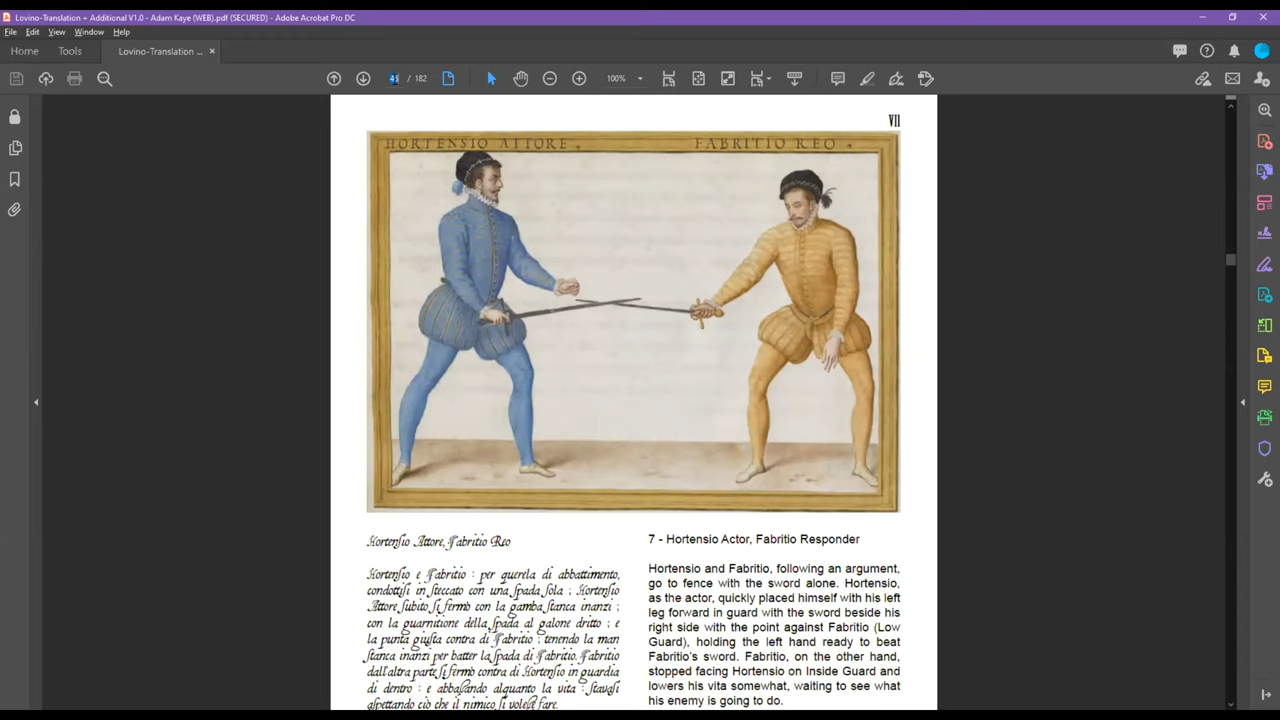 Lovino-Translation + Additional V1.0 - Adam Kaye (WEB).pdf (SECURED) - Adobe Acrobat Pro DC
File Edit View Window Help
Home Tools Lovino-Translation ... ×
/ 182 100%
VII
HORTENSIO ATTORE FABRITIO REO
Hortensio Attore, Fabritio Reo
Hortensio e Fabritio : per querela di abbattimento,
condottisi in steccato con una spada sola ; Hortensio
Attore subito si fermò con la gamba stanca inanzi ;
con la guarnitione della spada al galone dritto ; e
la punta giusta contra di Fabritio ; tenendo la man
stanca inanzi per batter la spada di Fabritio. Fabritio
dall'altra parte si fermò contra di Hortensio in guardia
di dentro : e abbassando alquanto la vita : stavasi
aspettando ciò che il nimico si volesse fare.
7 - Hortensio Actor, Fabritio Responder
Hortensio and Fabritio, following an argument,
go to fence with the sword alone. Hortensio,
as the actor, quickly placed himself with his left
leg forward in guard with the sword beside his
right side with the point against Fabritio (Low
Guard), holding the left hand ready to beat
Fabritio's sword. Fabritio, on the other hand,
stopped facing Hortensio on Inside Guard and
lowers his vita somewhat, waiting to see what
his enemy is going to do.